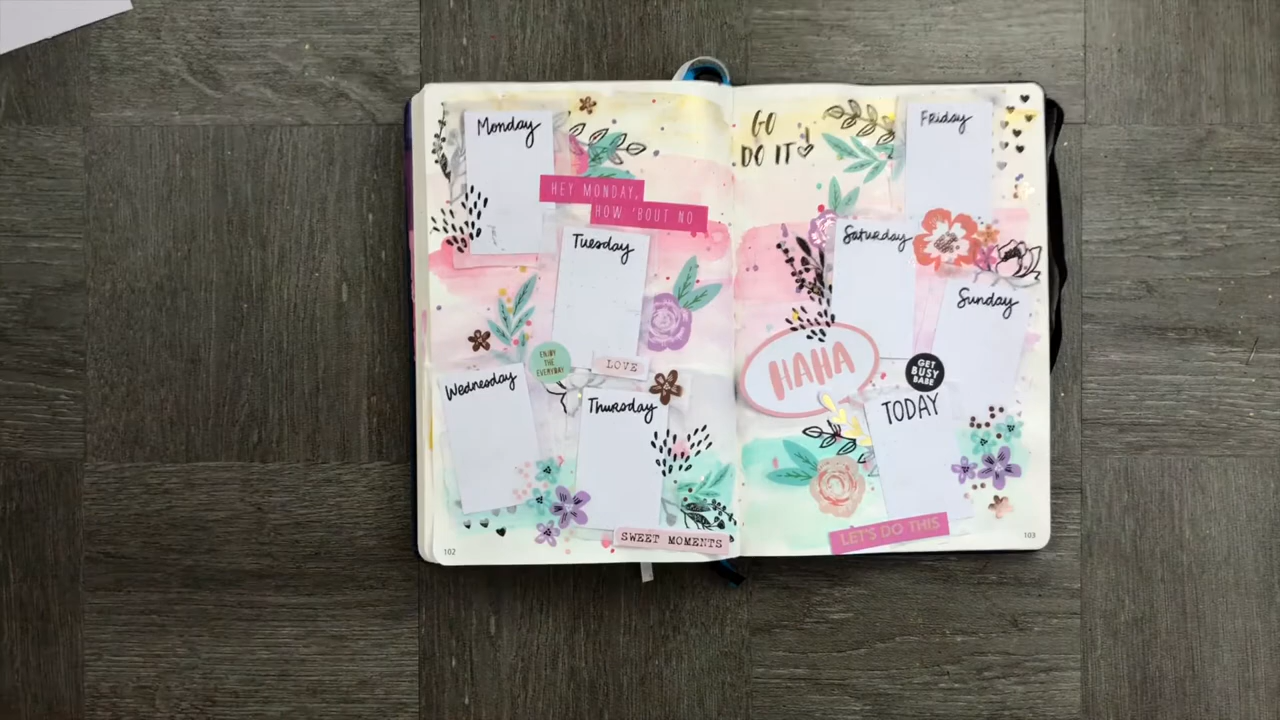 Monday
HEY MONDAY,
HOW 'BOUT NO
Tuesday
ENJOY
THE
EVERYDAY
LOVE
Wednesday
Thursday
SWEET MOMENTS
102
GO
DO IT
Friday
Saturday
Sunday
HAHA
GET
BUSY
BABE
TODAY
LET'S DO THIS
103